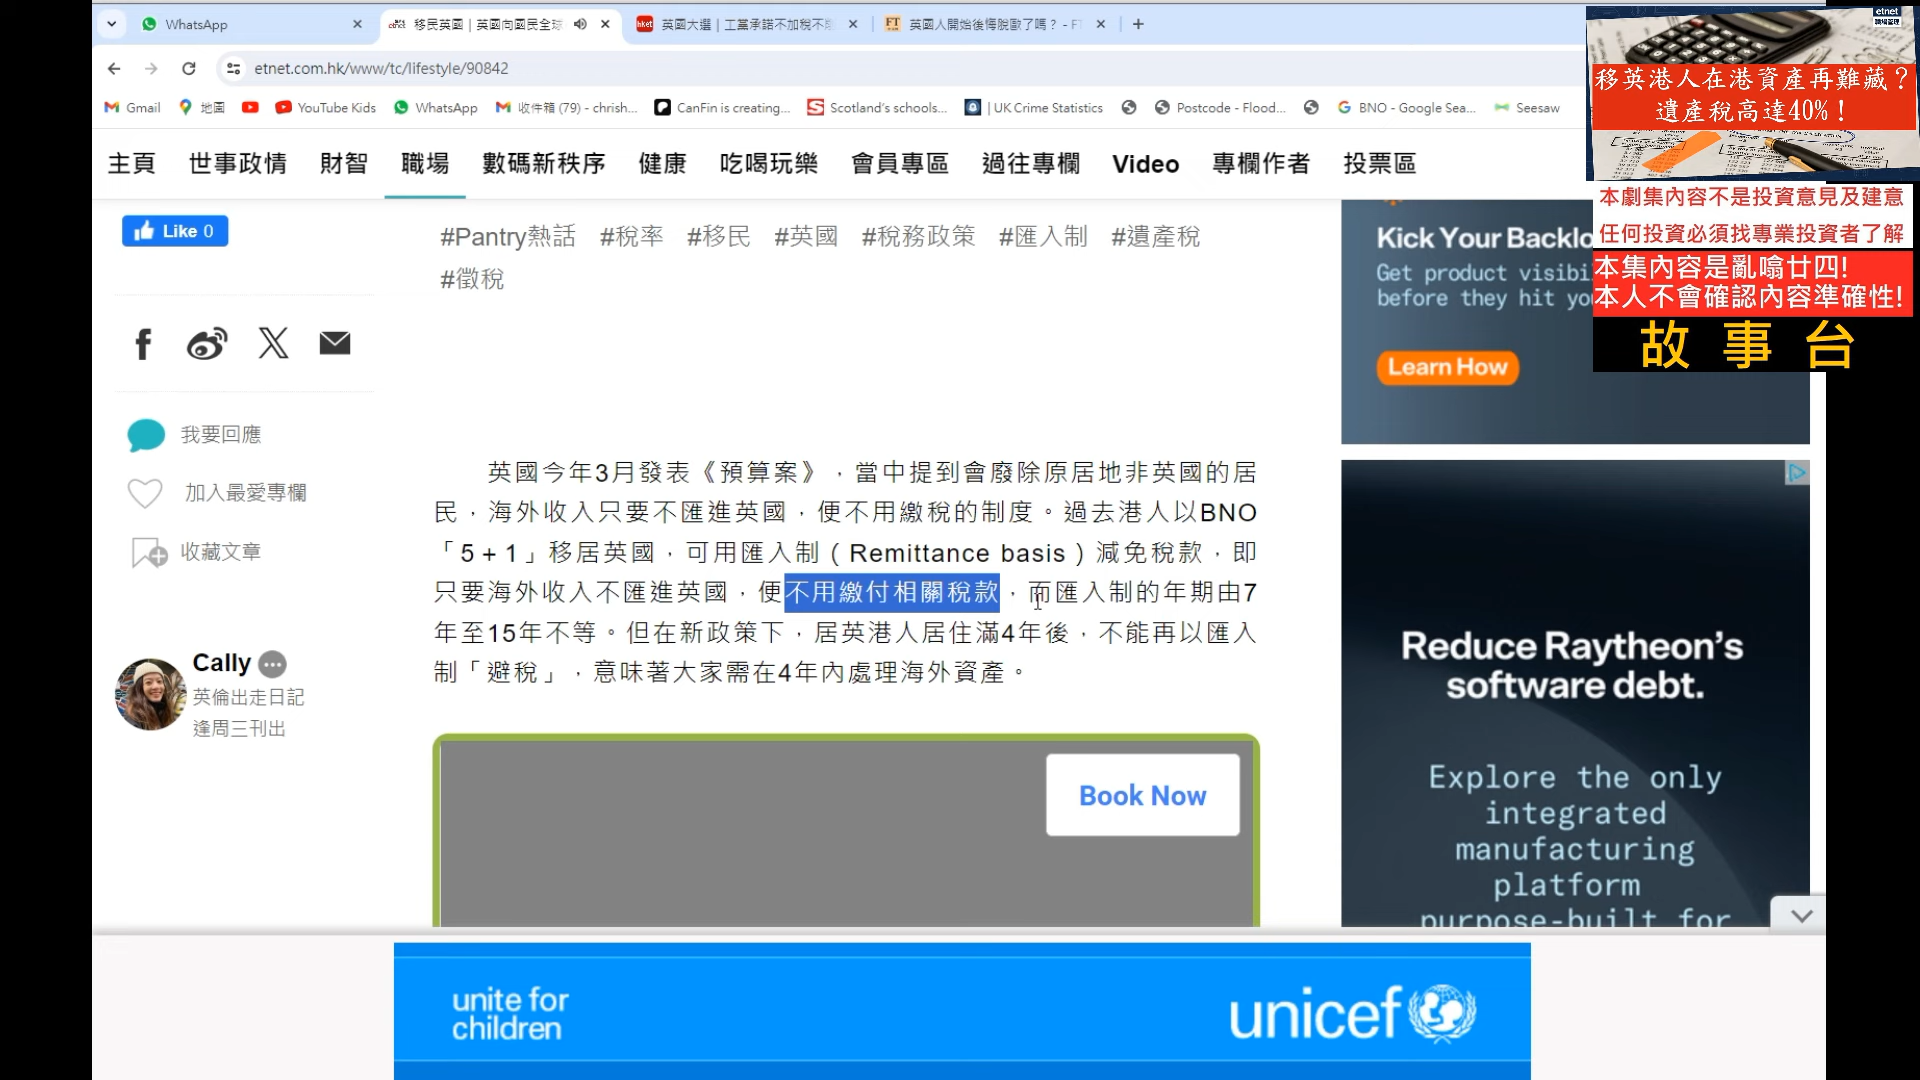 WhatsApp
移民英國 | 英國向國民全球
英國大選 | 工黨承諾不加稅不
英國人開始後悔脫歐了嗎？ - FT
etnet.com.hk/www/tc/lifestyle/90842
Gmail
地圖
YouTube Kids
WhatsApp
收件箱 (79) - chrish...
CanFin is creating...
Scotland's schools...
| UK Crime Statistics
Postcode - Flood...
BNO - Google Sea...
Seesaw
主頁
世事政情
財智
職場
數碼新秩序
健康
吃喝玩樂
會員專區
過往專欄
Video
專欄作者
投票區
etnet
移英港人在港資產再難藏？
遺產稅高達40%！
本劇集內容不是投資意見及建意
任何投資必須找專業投資者了解
本集內容是亂噏廿四!
本人不會確認內容準確性!
故 事 台
Like 0
#Pantry熱話 #稅率 #移民 #英國 #稅務政策 #匯入制 #遺產稅
#徵稅
我要回應
加入最愛專欄
收藏文章
Cally
英倫出走日記
逢周三刊出
英國今年3月發表《預算案》，當中提到會廢除原居地非英國的居
民，海外收入只要不匯進英國，便不用繳稅的制度。過去港人以BNO
「5 + 1」移居英國，可用匯入制（Remittance basis）減免稅款，即
只要海外收入不匯進英國，便不用繳付相關稅款，而匯入制的年期由7
年至15年不等。但在新政策下，居英港人居住滿4年後，不能再以匯入
制「避稅」，意味著大家需在4年內處理海外資產。
Book Now
Kick Your Backlo
Get product visibi
before they hit yo
Learn How
Reduce Raytheon's
software debt.
Explore the only
integrated
manufacturing
platform
purpose-built for
unite for
children
unicef